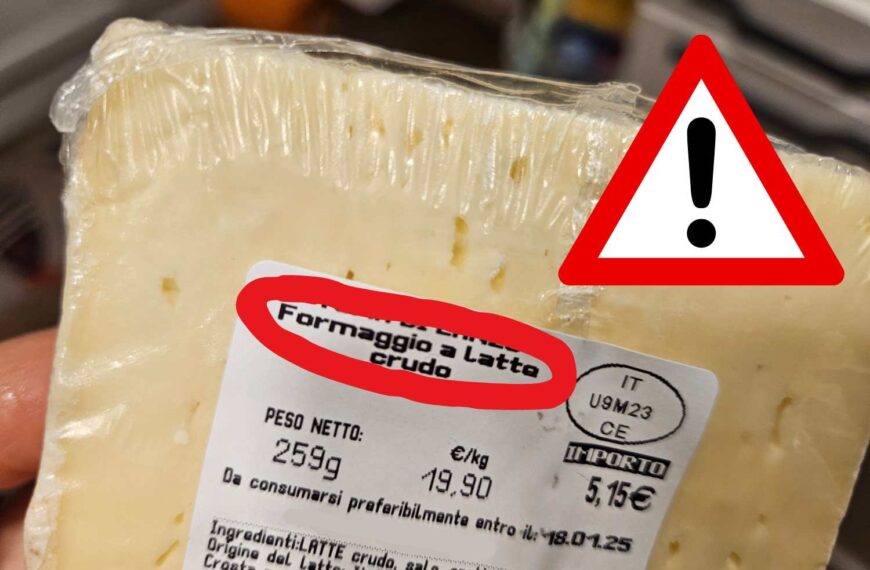 Formaggio a latte
crudo
IT
U9M23
CE
PESO NETTO:
259g
€/kg
19,90
IMPORTO
5,15€
Da consumarsi preferibilmente entro il: 18.01.25
Ingredienti:LATTE crudo, sale,
Origine del latte:
Crosta